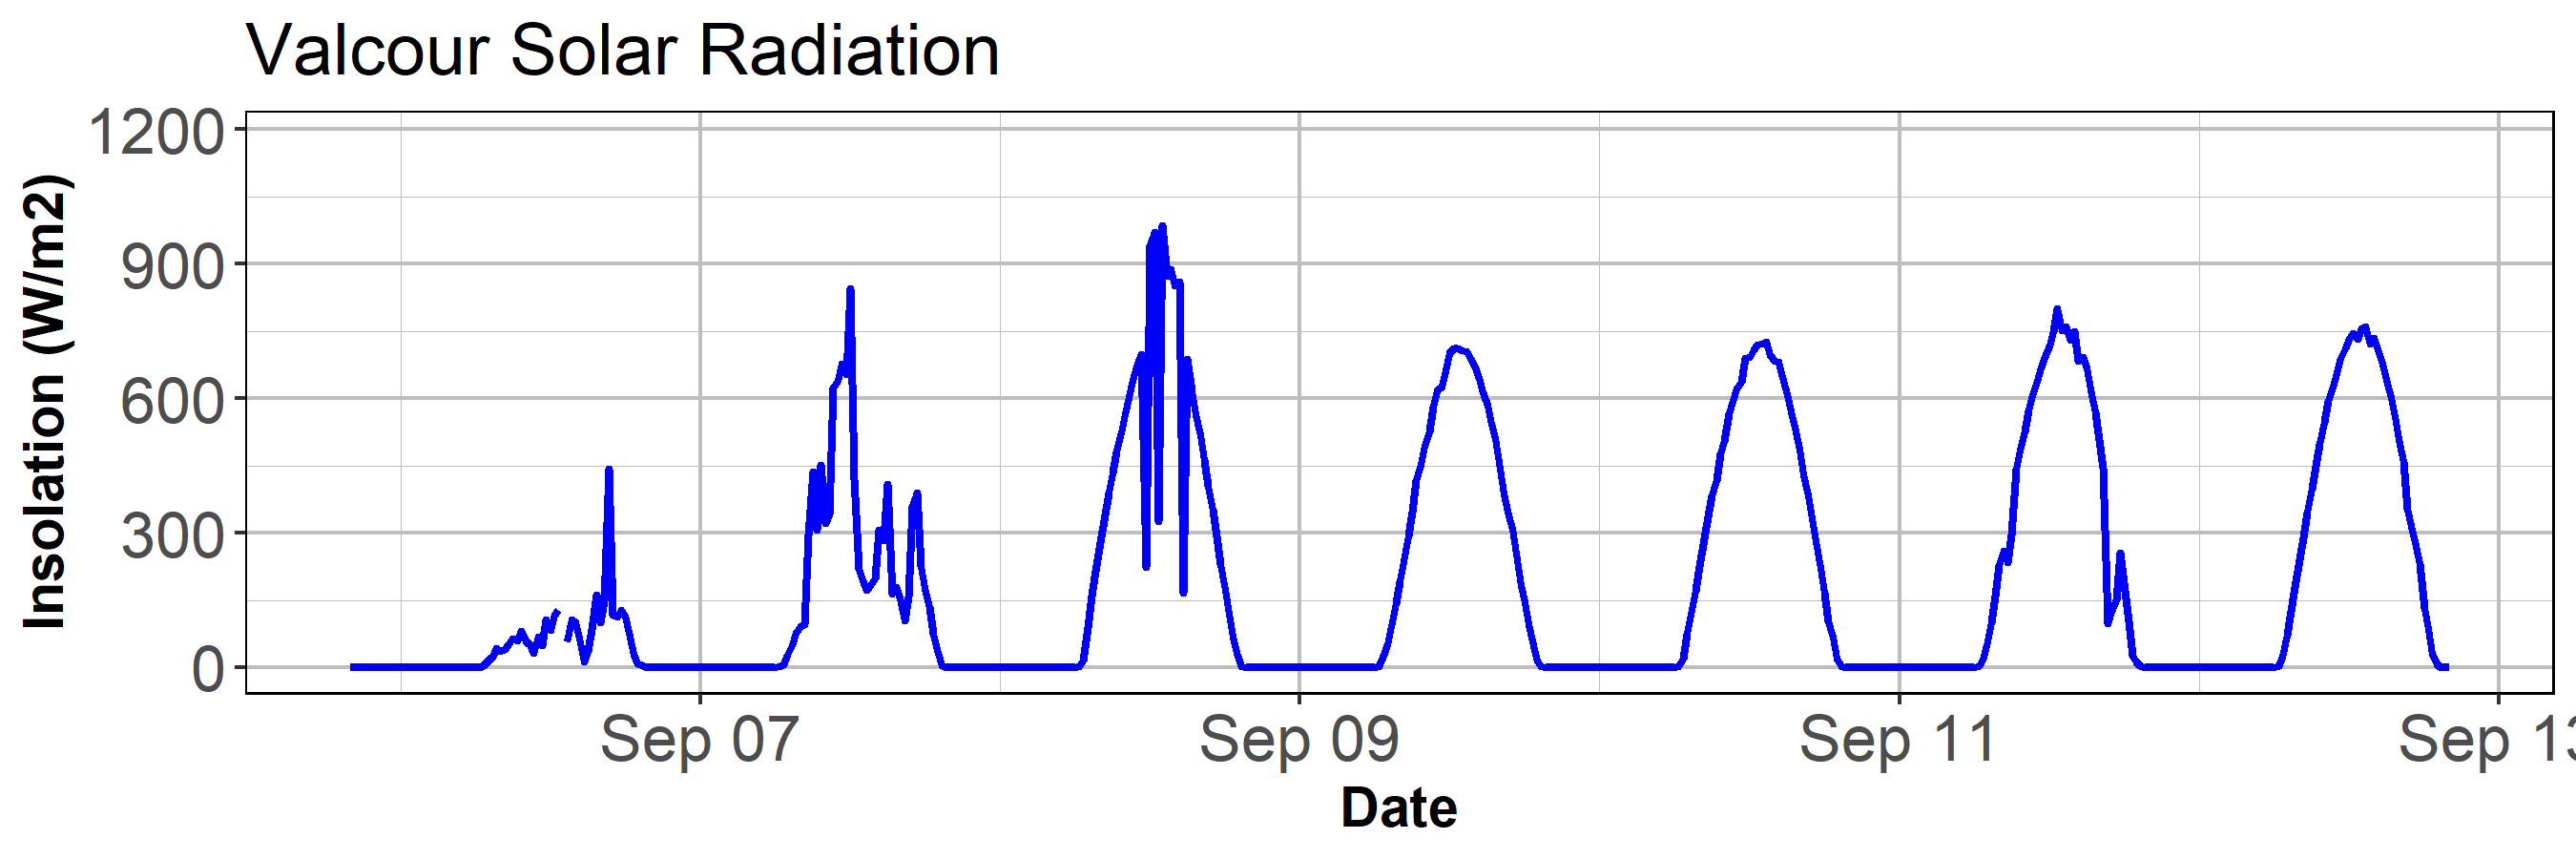 Valcour Solar Radiation
1200
900
600
300
0
Insolation (W/m2)
Sep 07 Sep 09 Sep 11 Sep 13
Date